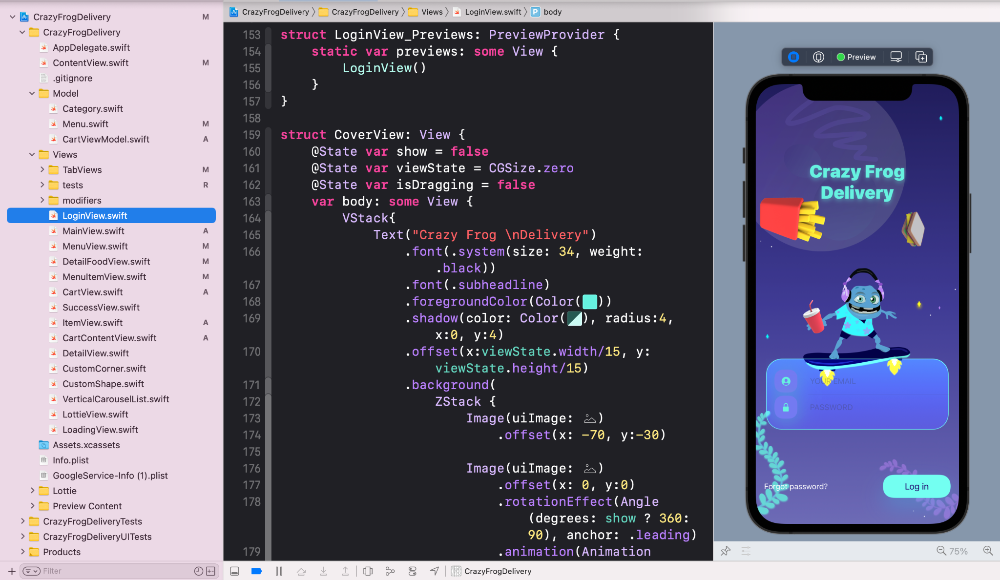 CrazyFrogDelivery M
CrazyFrogDelivery
AppDelegate.swift
ContentView.swift M
.gitignore
Model
Category.swift
Menu.swift M
CartViewModel.swift A
Views
TabViews M
tests R
modifiers
LoginView.swift
MainView.swift A
MenuView.swift M
DetailFoodView.swift M
MenuItemView.swift M
CartView.swift A
SuccessView.swift
ItemView.swift A
CartContentView.swift A
DetailView.swift
CustomCorner.swift
CustomShape.swift
VerticalCarouselList.swift
LottieView.swift
LoadingView.swift
Assets.xcassets
Info.plist
GoogleService-Info (1).plist
Lottie
Preview Content
CrazyFrogDeliveryTests
CrazyFrogDeliveryUITests
Products
Filter
CrazyFrogDelivery CrazyFrogDelivery Views LoginView.swift P body
153 struct LoginView_Previews: PreviewProvider {
154 static var previews: some View {
155 LoginView()
156 }
157 }
158
159 struct CoverView: View {
160 @State var show = false
161 @State var viewState = CGSize.zero
162 @State var isDragging = false
163 var body: some View {
164 VStack{
165 Text("Crazy Frog \nDelivery")
166 .font(.system(size: 34, weight:
.black))
167 .font(.subheadline)
168 .foregroundColor(Color())
169 .shadow(color: Color(), radius:4,
x:0, y:4)
170 .offset(x:viewState.width/15, y:
viewState.height/15)
171 .background(
172 ZStack {
173 Image(uiImage: )
174 .offset(x: -70, y:-30)
175
176 Image(uiImage: )
177 .offset(x: 0, y:0)
178 .rotationEffect(Angle
(degrees: show ? 360:
90), anchor: .leading)
179 .animation(Animation
CrazyFrogDelivery
Preview
Crazy Frog
Delivery
YOUR EMAIL
PASSWORD
Forgot password?
Log in
75%